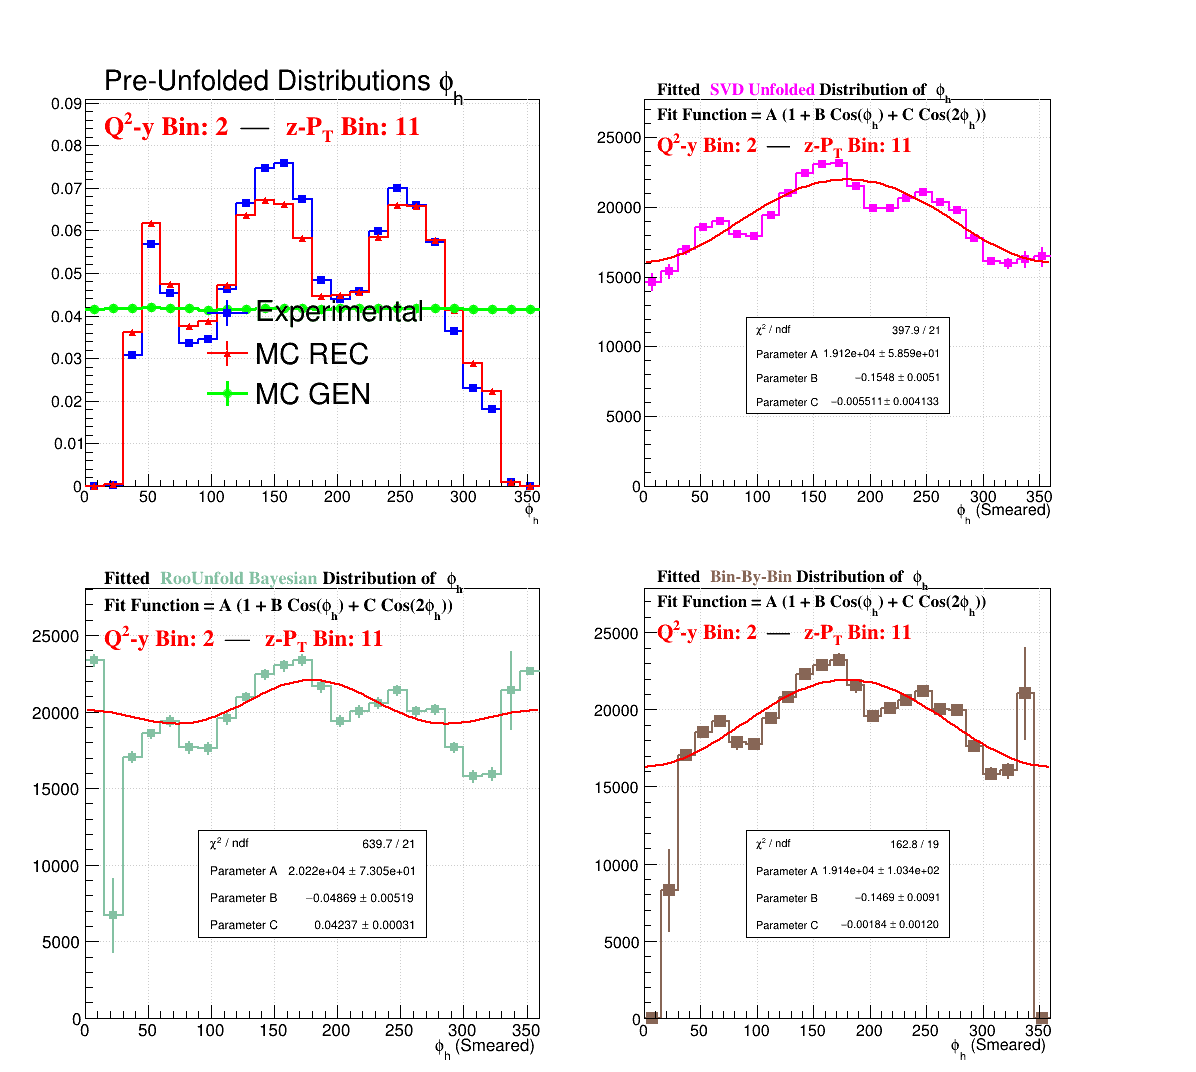 Pre-Unfolded Distributions ϕh
Q2-y Bin: 2 — z-PT Bin: 11
0.09
0.08
0.07
0.06
0.05
0.04
0.03
0.02
0.01
0
Experimental
MC REC
MC GEN
0 50 100 150 200 250 300 350
ϕh
Fitted SVD Unfolded Distribution of ϕh
Fit Function = A (1 + B Cos(ϕh) + C Cos(2ϕh))
Q2-y Bin: 2 — z-PT Bin: 11
25000
20000
15000
10000
5000
0
χ2 / ndf 397.9 / 21
Parameter A 1.912e+04 ± 5.859e+01
Parameter B −0.1548 ± 0.0051
Parameter C −0.005511 ± 0.004133
0 50 100 150 200 250 300 350
ϕh (Smeared)
Fitted RooUnfold Bayesian Distribution of ϕh
Fit Function = A (1 + B Cos(ϕh) + C Cos(2ϕh))
Q2-y Bin: 2 — z-PT Bin: 11
25000
20000
15000
10000
5000
0
χ2 / ndf 639.7 / 21
Parameter A 2.022e+04 ± 7.305e+01
Parameter B −0.04869 ± 0.00519
Parameter C 0.04237 ± 0.00031
0 50 100 150 200 250 300 350
ϕh (Smeared)
Fitted Bin-By-Bin Distribution of ϕh
Fit Function = A (1 + B Cos(ϕh) + C Cos(2ϕh))
Q2-y Bin: 2 — z-PT Bin: 11
25000
20000
15000
10000
5000
0
χ2 / ndf 162.8 / 19
Parameter A 1.914e+04 ± 1.034e+02
Parameter B −0.1469 ± 0.0091
Parameter C −0.00184 ± 0.00120
0 50 100 150 200 250 300 350
ϕh (Smeared)